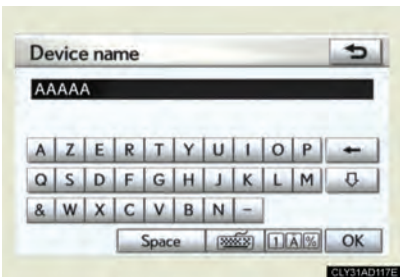 Device name
AAAAA
A Z E R T Y U I O P
Q S D F G H J K L M
& W X C V B N -
Space 1 A % OK
CLY31AD117E